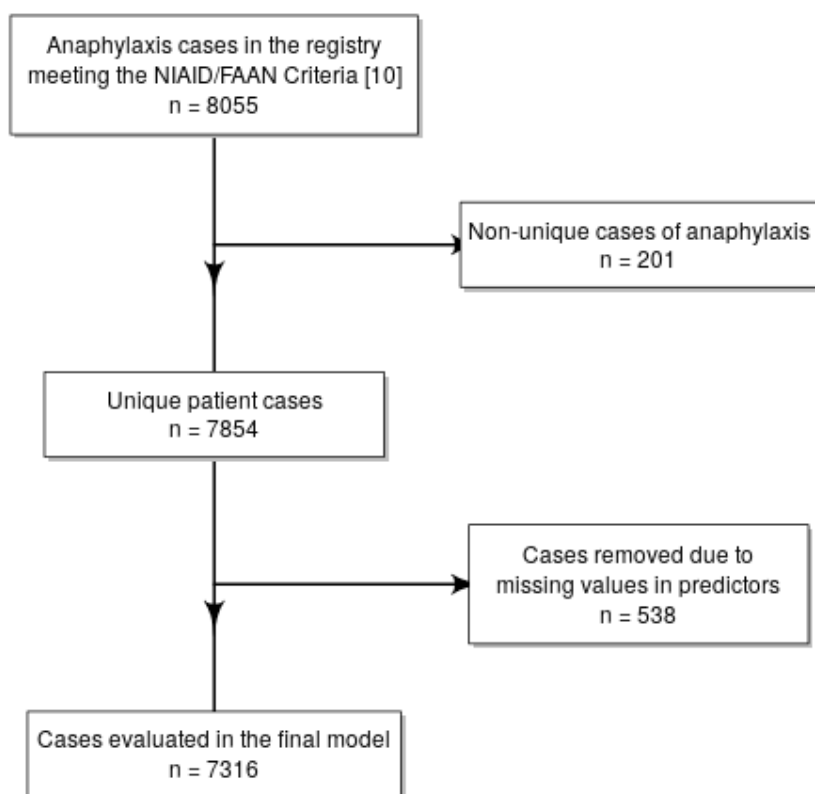 Anaphylaxis cases in the registry
meeting the NIAID/FAAN Criteria [10]
n = 8055
Non-unique cases of anaphylaxis
n = 201
Unique patient cases
n = 7854
Cases removed due to
missing values in predictors
n = 538
Cases evaluated in the final model
n = 7316